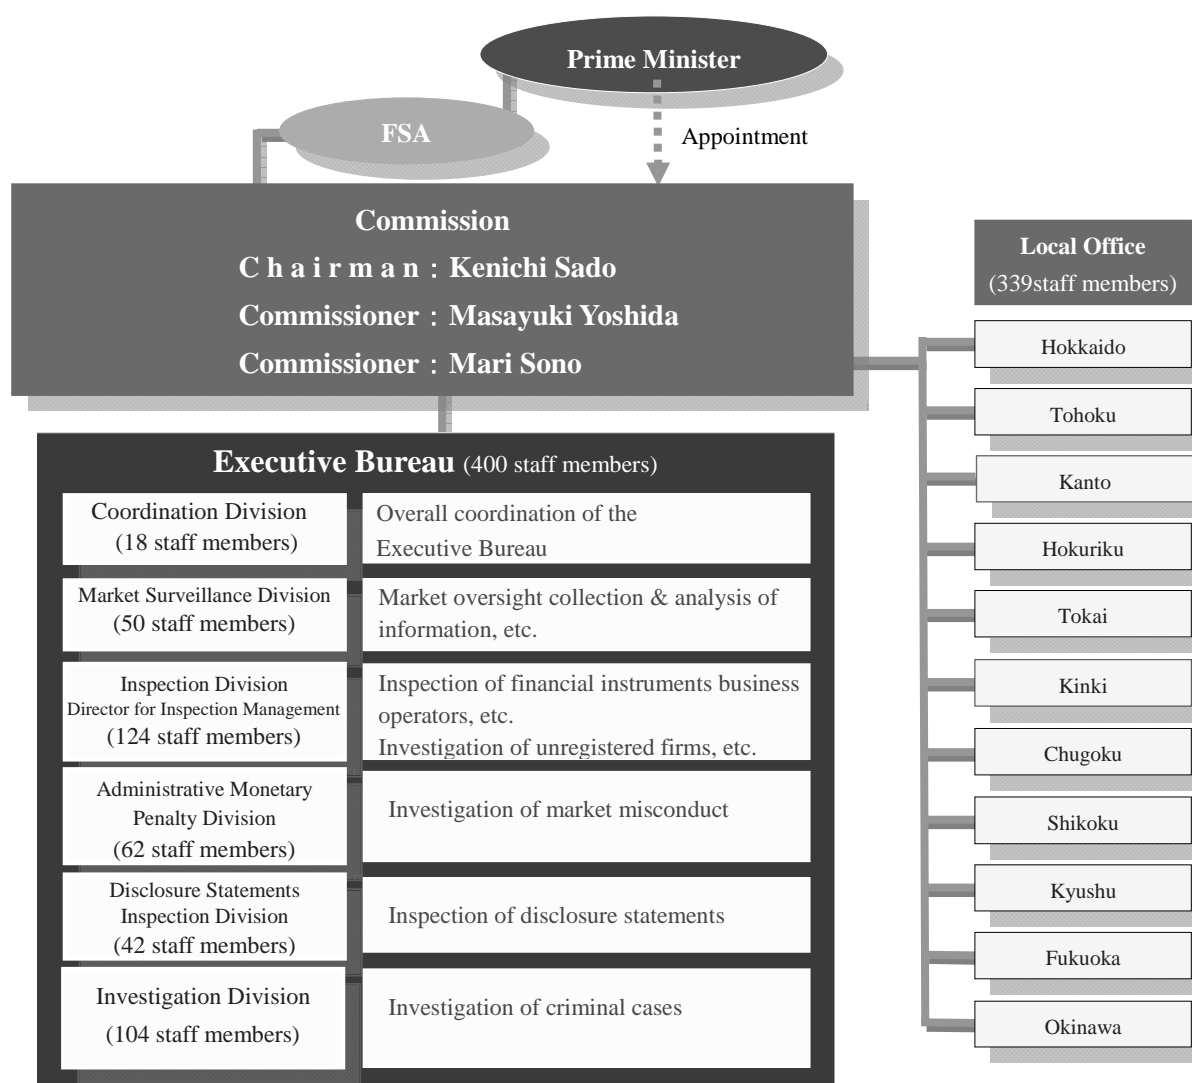 Prime Minister
FSA
Appointment
Commission
C h a i r m a n : Kenichi Sado
Commissioner : Masayuki Yoshida
Commissioner : Mari Sono
Executive Bureau (400 staff members)
Coordination Division
(18 staff members)
Overall coordination of the
Executive Bureau
Market Surveillance Division
(50 staff members)
Market oversight collection & analysis of
information, etc.
Inspection Division
Director for Inspection Management
(124 staff members)
Inspection of financial instruments business
operators, etc.
Investigation of unregistered firms, etc.
Administrative Monetary
Penalty Division
(62 staff members)
Investigation of market misconduct
Disclosure Statements
Inspection Division
(42 staff members)
Inspection of disclosure statements
Investigation Division
(104 staff members)
Investigation of criminal cases
Local Office
(339staff members)
Hokkaido
Tohoku
Kanto
Hokuriku
Tokai
Kinki
Chugoku
Shikoku
Kyushu
Fukuoka
Okinawa